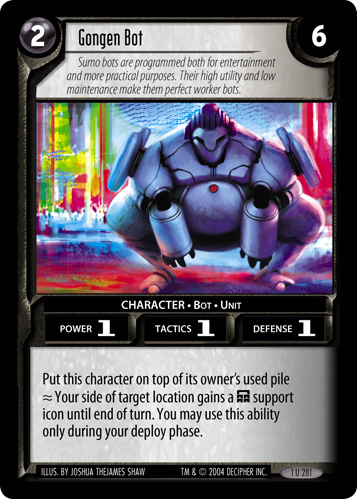 2 Gongen Bot 6
Sumo bots are programmed both for entertainment
and more practical purposes. Their high utility and low
maintenance make them perfect worker bots.
CHARACTER • BOT • UNIT
POWER 1 TACTICS 1 DEFENSE 1
Put this character on top of its owner's used pile
≈ Your side of target location gains a support
icon until end of turn. You may use this ability
only during your deploy phase.
ILLUS. BY JOSHUA THEJAMES SHAW TM & © 2004 DECIPHER INC. 1 U 281